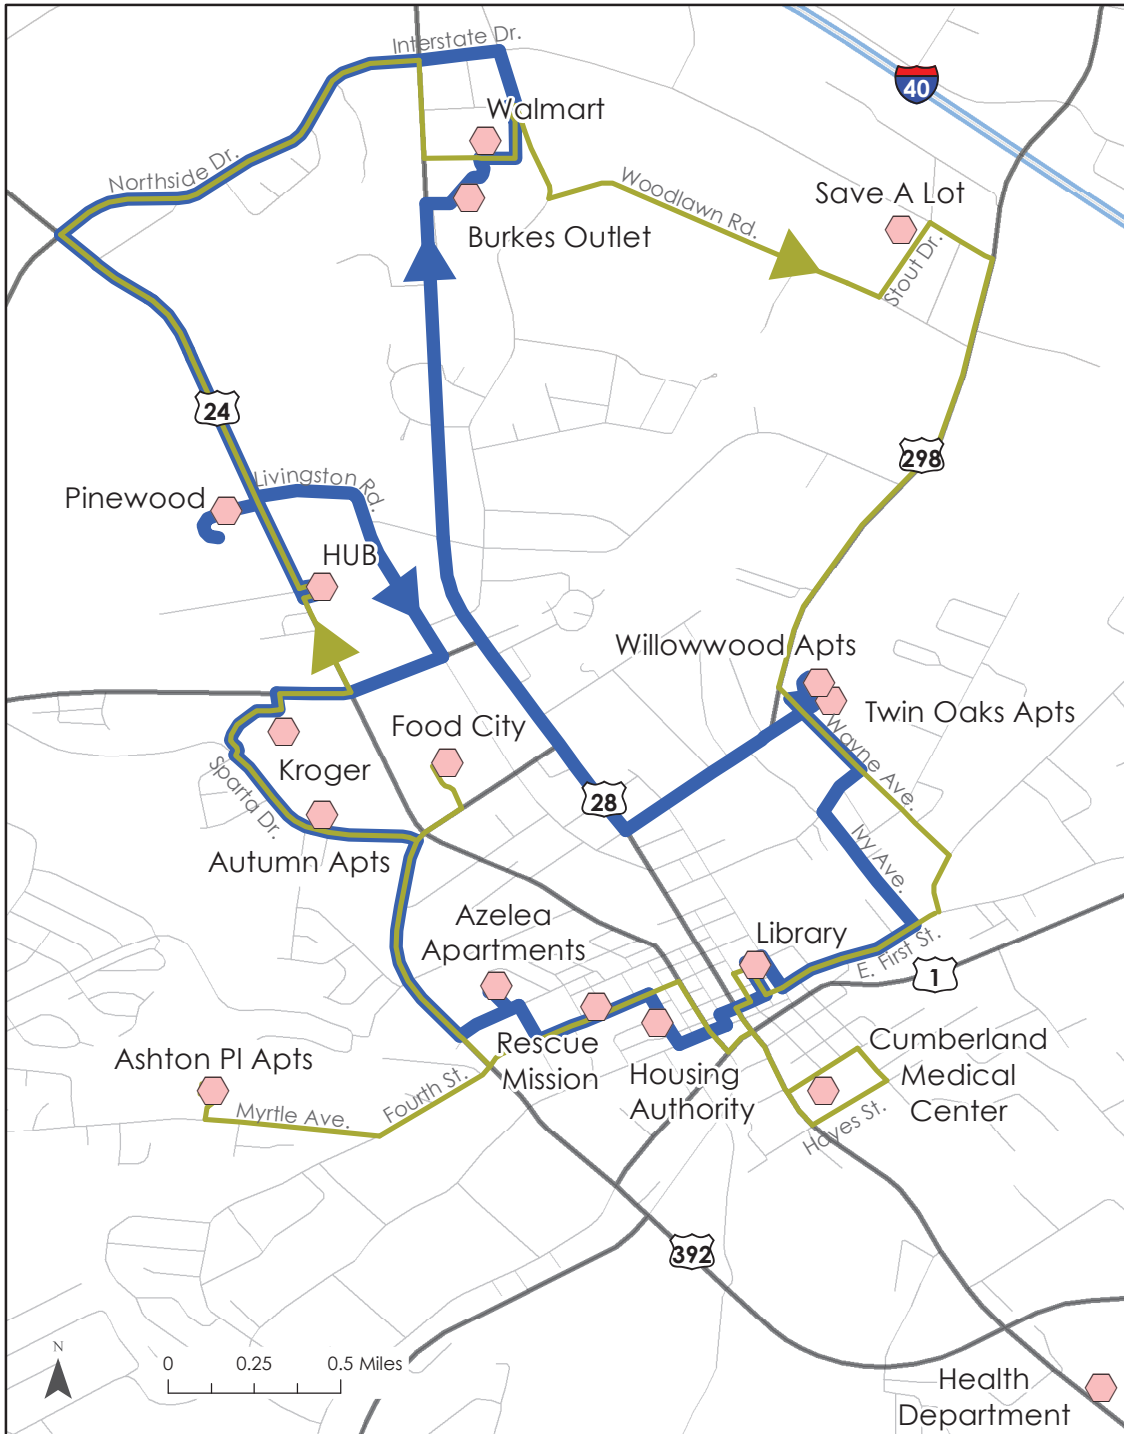 Interstate Dr.
40
Walmart
Northside Dr.
Woodlawn Rd.
Save A Lot
Burkes Outlet
Stout Dr.
24
298
Livingston Rd.
Pinewood
HUB
Willowwood Apts
Twin Oaks Apts
Food City
Wayne Ave.
Kroger
Sparta Dr.
28
Ivy Ave.
Autumn Apts
Azelea
Apartments
Library
E. First St.
1
Rescue
Mission
Housing
Authority
Cumberland
Medical
Center
Ashton Pl Apts
Fourth St.
Myrtle Ave.
Hayes St.
392
N
0 0.25 0.5 Miles
Health
Department